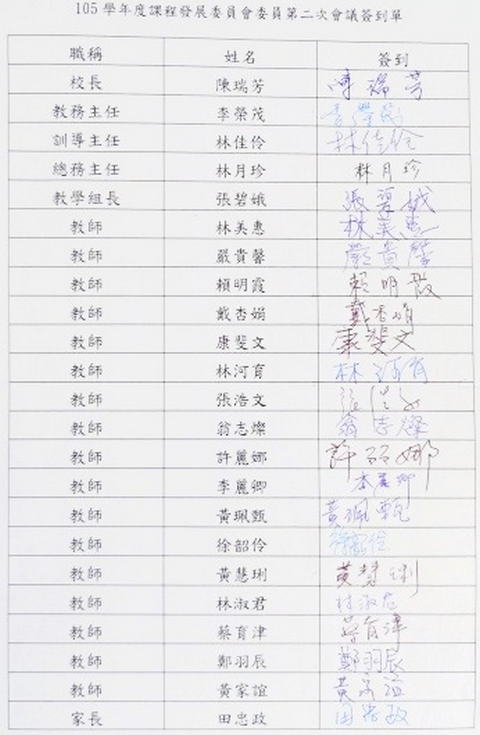 105學年度課程發展委員會委員第二次會議簽到單
職稱 姓名 簽到
校長 陳瑞芳 陳瑞芳
教務主任 李榮茂 李榮茂
訓導主任 林佳伶 林佳伶
總務主任 林月珍 林月珍
教學組長 張碧娥 張碧娥
教師 林美惠 林美惠
教師 嚴貴馨 嚴貴馨
教師 賴明霞 賴明霞
教師 戴杏娟 戴杏娟
教師 康斐文 康斐文
教師 林河育 林河育
教師 張浩文 張浩文
教師 翁志燦 翁志燦
教師 許麗娜 許麗娜
教師 李麗卿 李麗卿
教師 黃珮甄 黃珮甄
教師 徐韶伶 徐韶伶
教師 黃慧琍 黃慧琍
教師 林淑君 林淑君
教師 蔡育津 蔡育津
教師 鄭羽辰 鄭羽辰
教師 黃家誼 黃家誼
家長 田忠政 田忠政